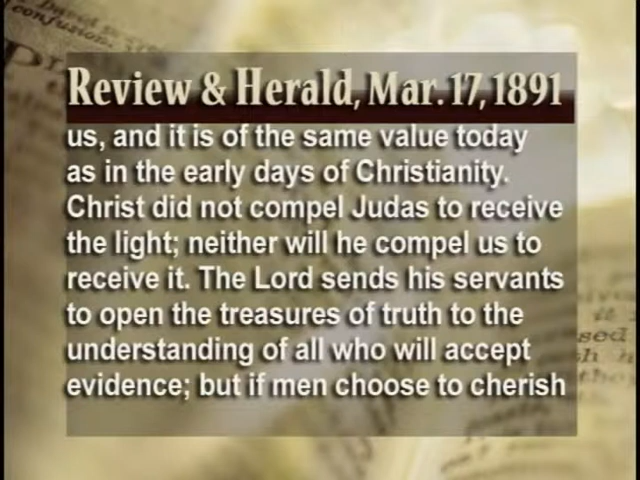 Review & Herald, Mar. 17, 1891
us, and it is of the same value today
as in the early days of Christianity.
Christ did not compel Judas to receive
the light; neither will he compel us to
receive it. The Lord sends his servants
to open the treasures of truth to the
understanding of all who will accept
evidence; but if men choose to cherish
confusion.